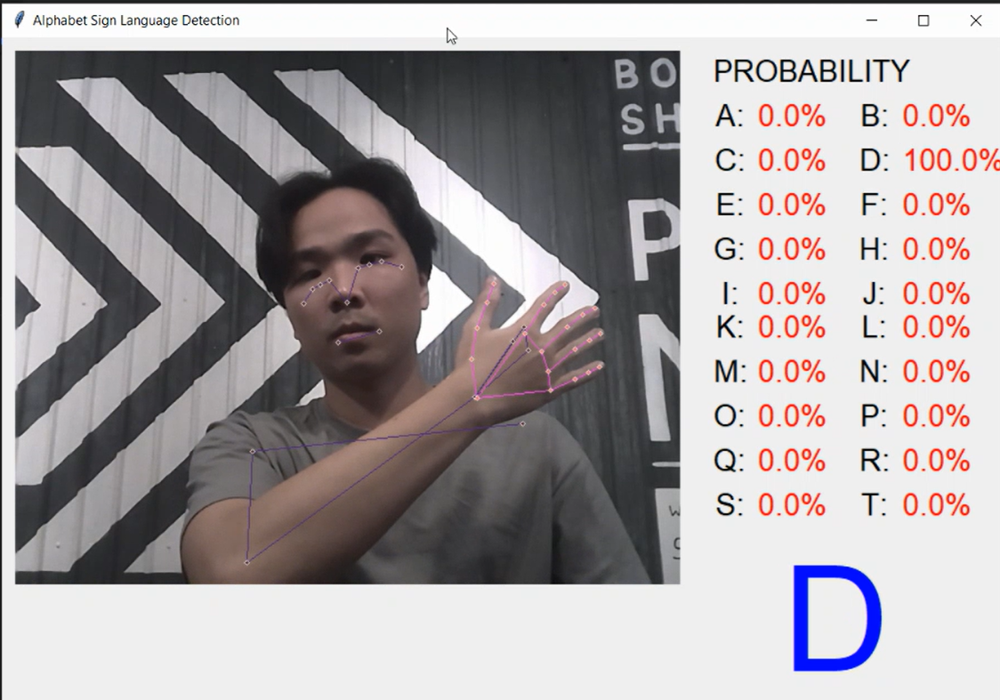 Alphabet Sign Language Detection
BO
SH
P
N
PROBABILITY
A: 0.0% B: 0.0%
C: 0.0% D: 100.0%
E: 0.0% F: 0.0%
G: 0.0% H: 0.0%
I: 0.0% J: 0.0%
K: 0.0% L: 0.0%
M: 0.0% N: 0.0%
O: 0.0% P: 0.0%
Q: 0.0% R: 0.0%
S: 0.0% T: 0.0%
D